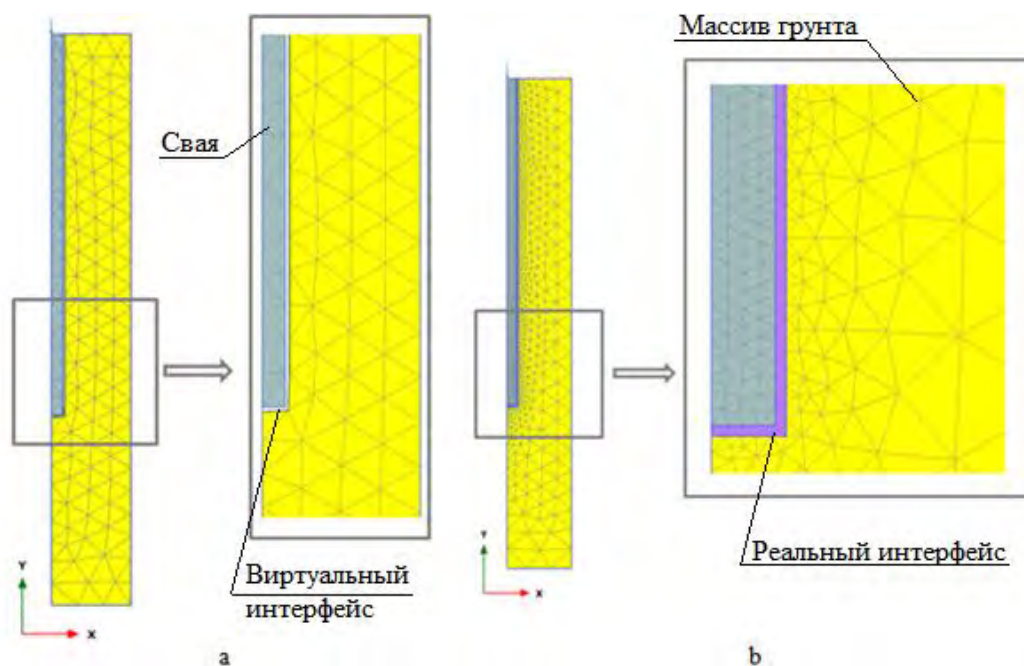 Массив грунта
Свая
Y
X
Виртуальный
интерфейс
a
Y
X
Реальный интерфейс
b